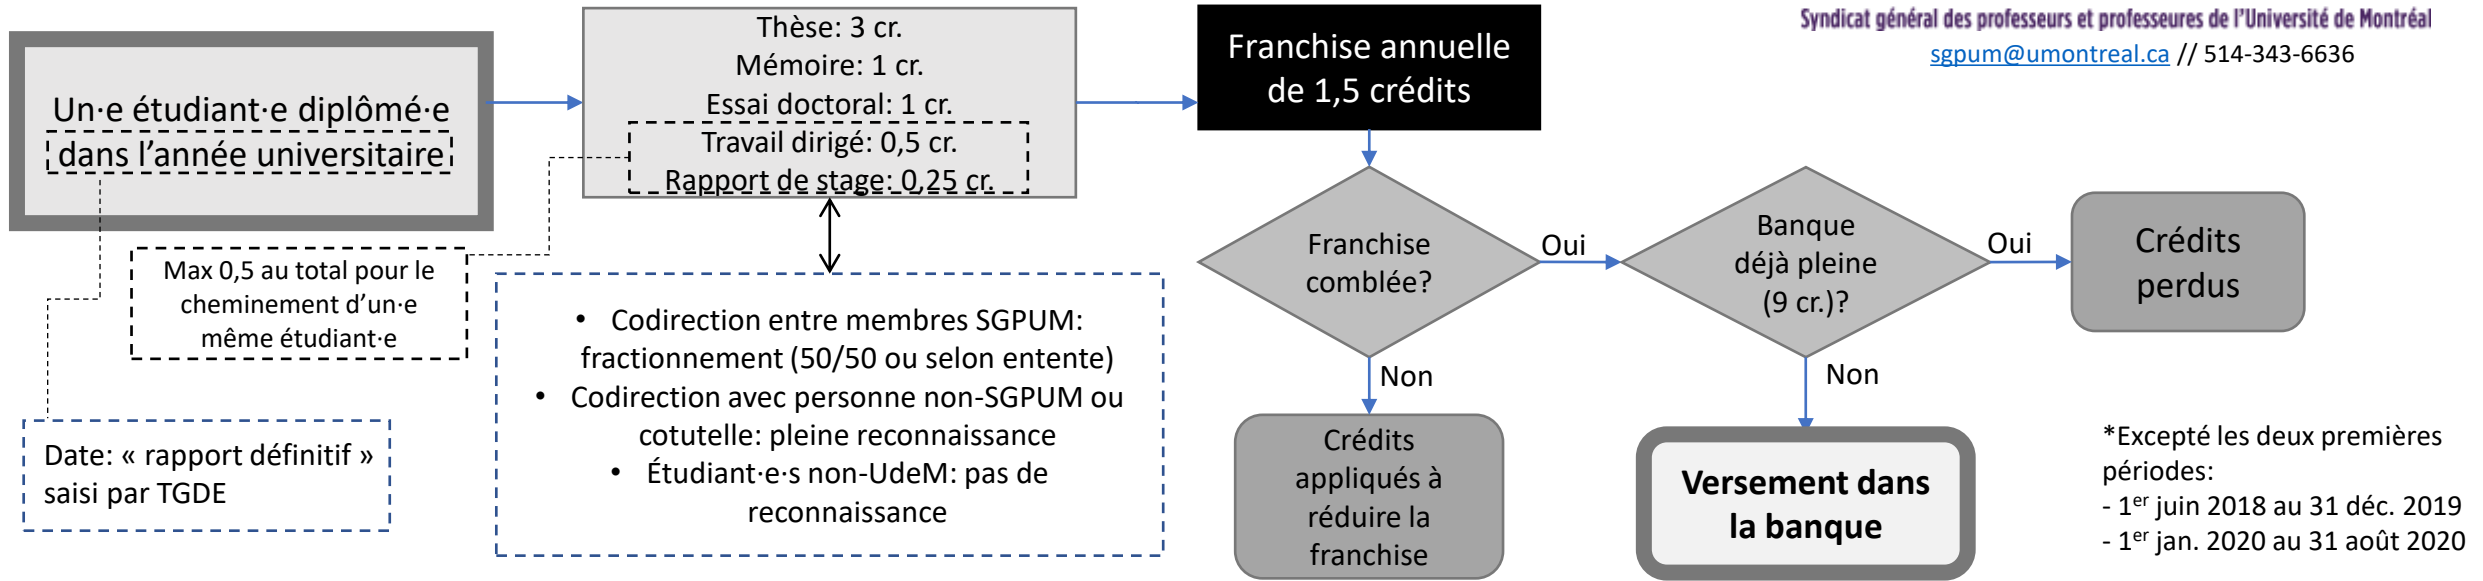 Syndicat général des professeurs et professeures de l'Université de Montréal
sgpum@umontreal.ca // 514-343-6636
Un·e étudiant·e diplômé·e
dans l'année universitaire
Thèse: 3 cr.
Mémoire: 1 cr.
Essai doctoral: 1 cr.
Travail dirigé: 0,5 cr.
Rapport de stage: 0,25 cr.
Franchise annuelle
de 1,5 crédits
Max 0,5 au total pour le
cheminement d'un·e
même étudiant·e
Date: « rapport définitif »
saisi par TGDE
• Codirection entre membres SGPUM:
fractionnement (50/50 ou selon entente)
• Codirection avec personne non-SGPUM ou
cotutelle: pleine reconnaissance
• Étudiant·e·s non-UdeM: pas de
reconnaissance
Franchise
comblée?
Oui
Non
Crédits
appliqués à
réduire la
franchise
Banque
déjà pleine
(9 cr.)?
Oui
Non
Crédits
perdus
Versement dans
la banque
*Excepté les deux premières
périodes:
- 1er juin 2018 au 31 déc. 2019
- 1er jan. 2020 au 31 août 2020